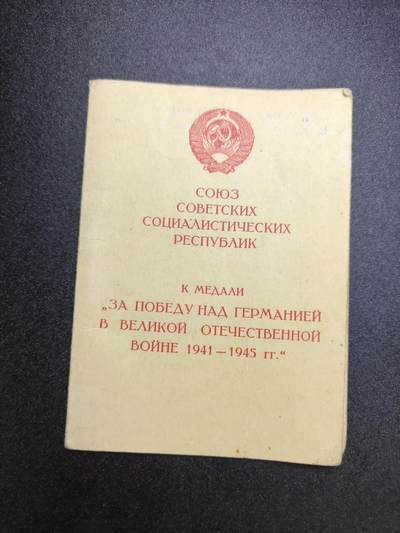 СОЮЗ
СОВЕТСКИХ
СОЦИАЛИСТИЧЕСКИХ
РЕСПУБЛИК
К МЕДАЛИ
„ЗА ПОБЕДУ НАД ГЕРМАНИЕЙ
В ВЕЛИКОЙ ОТЕЧЕСТВЕННОЙ
ВОЙНЕ 1941—1945 гг.“